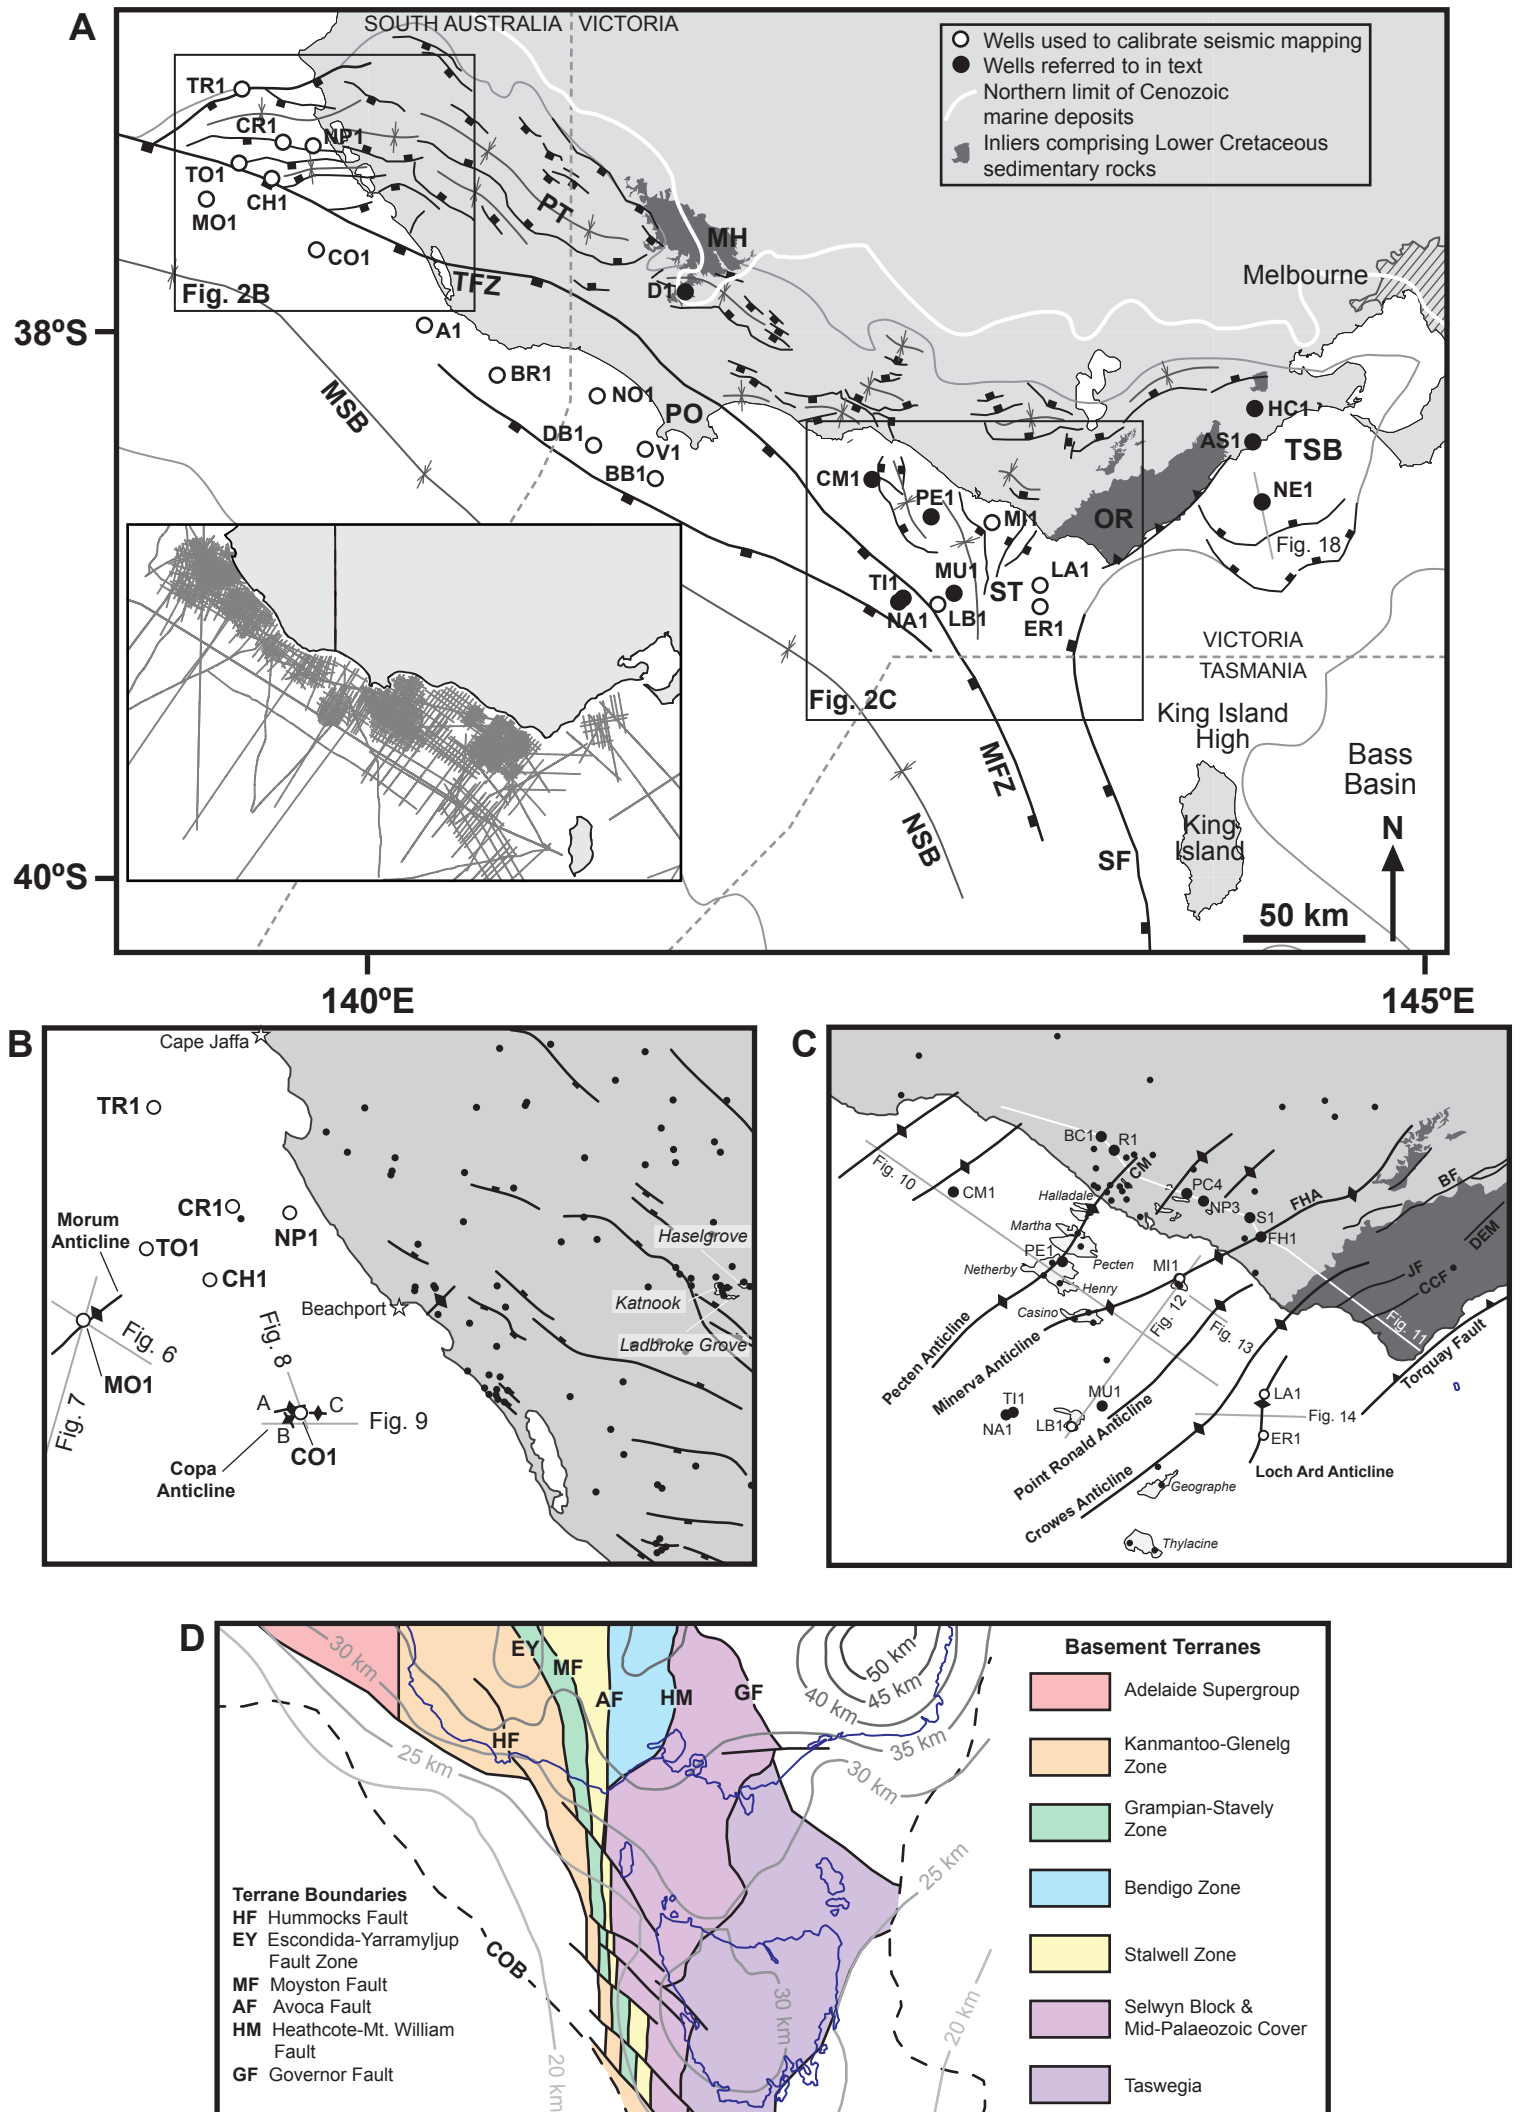 A
SOUTH AUSTRALIA
VICTORIA
Wells used to calibrate seismic mapping
Wells referred to in text
Northern limit of Cenozoic
marine deposits
Inliers comprising Lower Cretaceous
sedimentary rocks
TR1
CR1
NP1
TO1
CH1
MO1
CO1
PT
MH
Melbourne
TFZ
D1
Fig. 2B
38ºS
A1
MSB
BR1
NO1
PO
HC1
DB1
V1
AS1
TSB
BB1
CM1
NE1
PE1
MI1
OR
Fig. 18
MU1
LA1
TI1
ST
NA1
LB1
ER1
VICTORIA
TASMANIA
Fig. 2C
King Island
High
MFZ
Bass
Basin
NSB
King
Island
N
SF
40ºS
50 km
140ºE
145ºE
B
Cape Jaffa
TR1
CR1
NP1
Morum
Anticline
TO1
CH1
Haselgrove
Beachport
Katnook
Fig. 6
Fig. 8
Ladbroke Grove
MO1
Fig. 7
A
C
B
Fig. 9
CO1
Copa
Anticline
C
BC1
R1
Fig. 10
CM
CM1
Halladale
PC4
NP3
FHA
BF
Martha
S1
FH1
DEM
PE1
Pecten
Netherby
MI1
JF
Henry
CCF
Casino
Fig. 12
Fig. 13
Fig. 11
Pecten Anticline
Minerva Anticline
Torquay Fault
TI1
MU1
LA1
NA1
LB1
Fig. 14
ER1
Point Ronald Anticline
Loch Ard Anticline
Crowes Anticline
Geographe
Thylacine
D
30 km
EY
MF
AF
HM
GF
50 km
45 km
40 km
35 km
HF
25 km
30 km
25 km
COB
30 km
20 km
20 km
Basement Terranes
Adelaide Supergroup
Kanmantoo-Glenelg
Zone
Grampian-Stavely
Zone
Bendigo Zone
Stalwell Zone
Selwyn Block &
Mid-Palaeozoic Cover
Taswegia
Terrane Boundaries
HF Hummocks Fault
EY Escondida-Yarramyljup
Fault Zone
MF Moyston Fault
AF Avoca Fault
HM Heathcote-Mt. William
Fault
GF Governor Fault